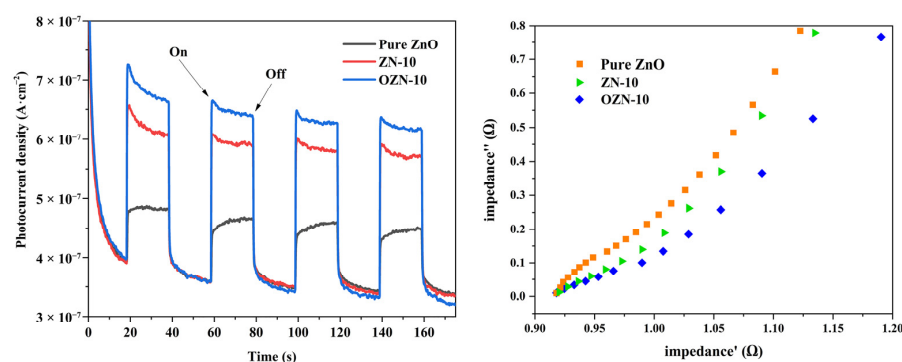 8 × 10⁻⁷
7 × 10⁻⁷
6 × 10⁻⁷
5 × 10⁻⁷
4 × 10⁻⁷
3 × 10⁻⁷
Photocurrent density (A·cm⁻²)
On
Off
Pure ZnO
ZN-10
OZN-10
0 20 40 60 80 100 120 140 160
Time (s)
0.8
0.7
0.6
0.5
0.4
0.3
0.2
0.1
0.0
impedance'' (Ω)
Pure ZnO
ZN-10
OZN-10
0.90 0.95 1.00 1.05 1.10 1.15 1.20
impedance' (Ω)